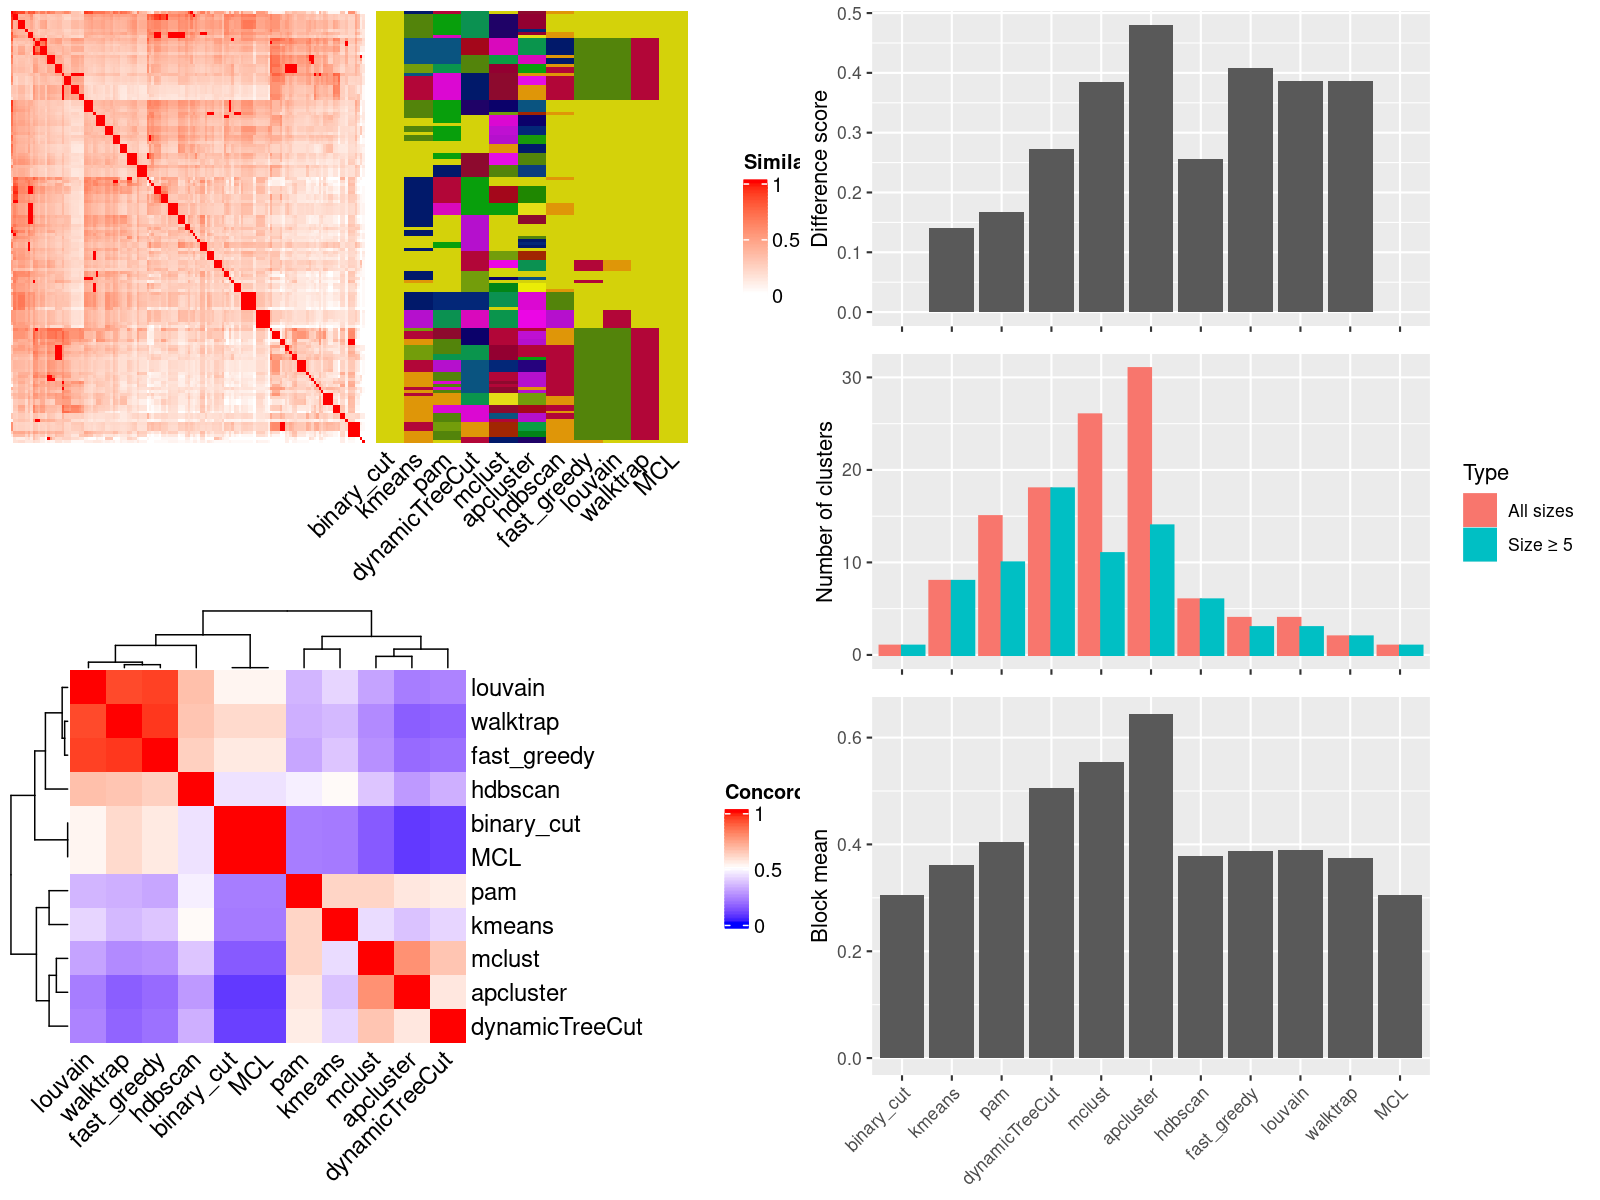 Simila
1
0.5
0
binary_cut
kmeans
pam
dynamicTreeCut
mclust
apcluster
hdbscan
fast_greedy
louvain
walktrap
MCL
louvain
walktrap
fast_greedy
hdbscan
binary_cut
MCL
pam
kmeans
mclust
apcluster
dynamicTreeCut
louvain
walktrap
fast_greedy
hdbscan
binary_cut
MCL
pam
kmeans
mclust
apcluster
dynamicTreeCut
Concord
1
0.5
0
Difference score
0.5
0.4
0.3
0.2
0.1
0.0
Number of clusters
30
20
10
0
Type
All sizes
Size ≥ 5
Block mean
0.6
0.4
0.2
0.0
binary_cut
kmeans
pam
dynamicTreeCut
mclust
apcluster
hdbscan
fast_greedy
louvain
walktrap
MCL